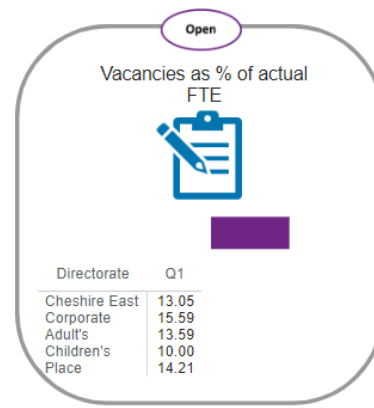 Open
Vacancies as % of actual
FTE
Directorate Q1
Cheshire East 13.05
Corporate 15.59
Adult's 13.59
Children's 10.00
Place 14.21